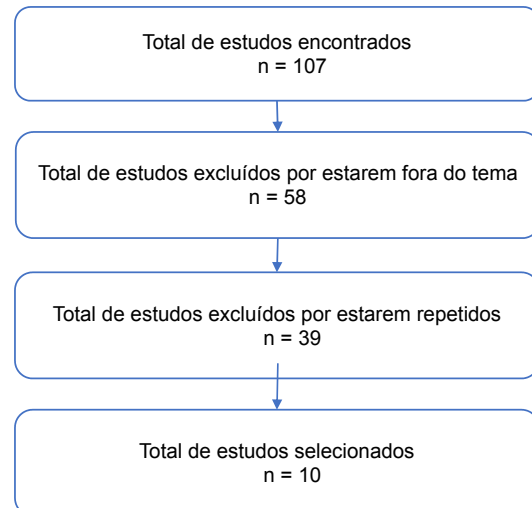 Total de estudos encontrados
n = 107
Total de estudos excluídos por estarem fora do tema
n = 58
Total de estudos excluídos por estarem repetidos
n = 39
Total de estudos selecionados
n = 10